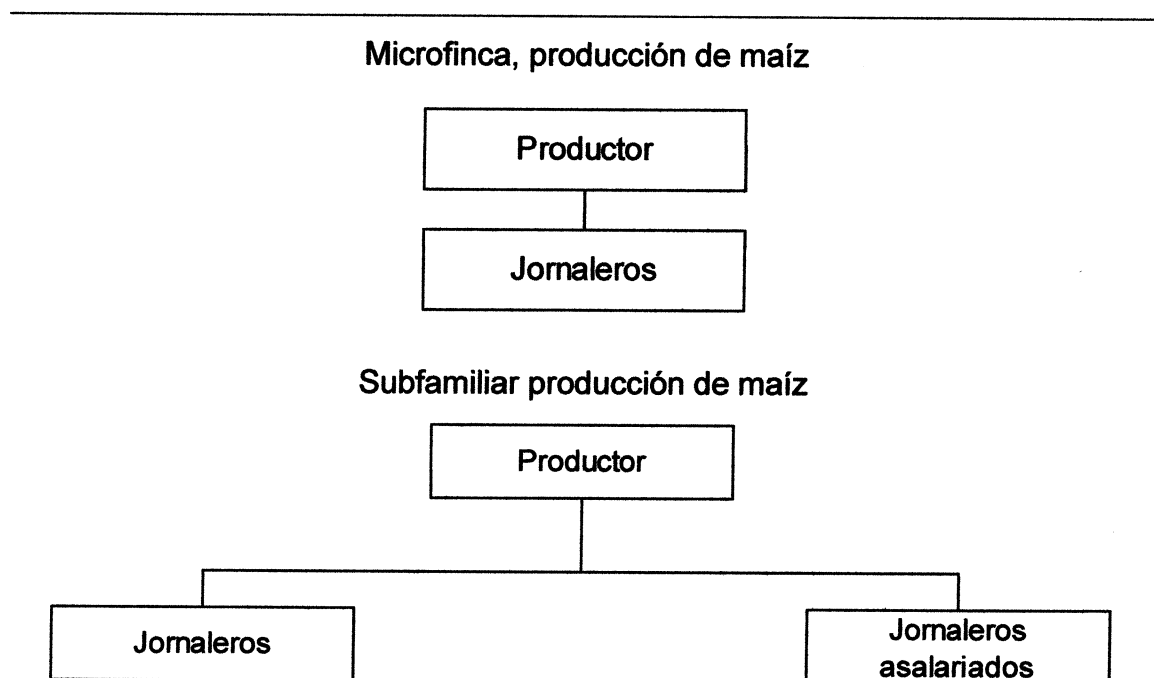 Microfinca, producción de maíz
Productor
Jornaleros
Subfamiliar producción de maíz
Productor
Jornaleros
Jornaleros
asalariados